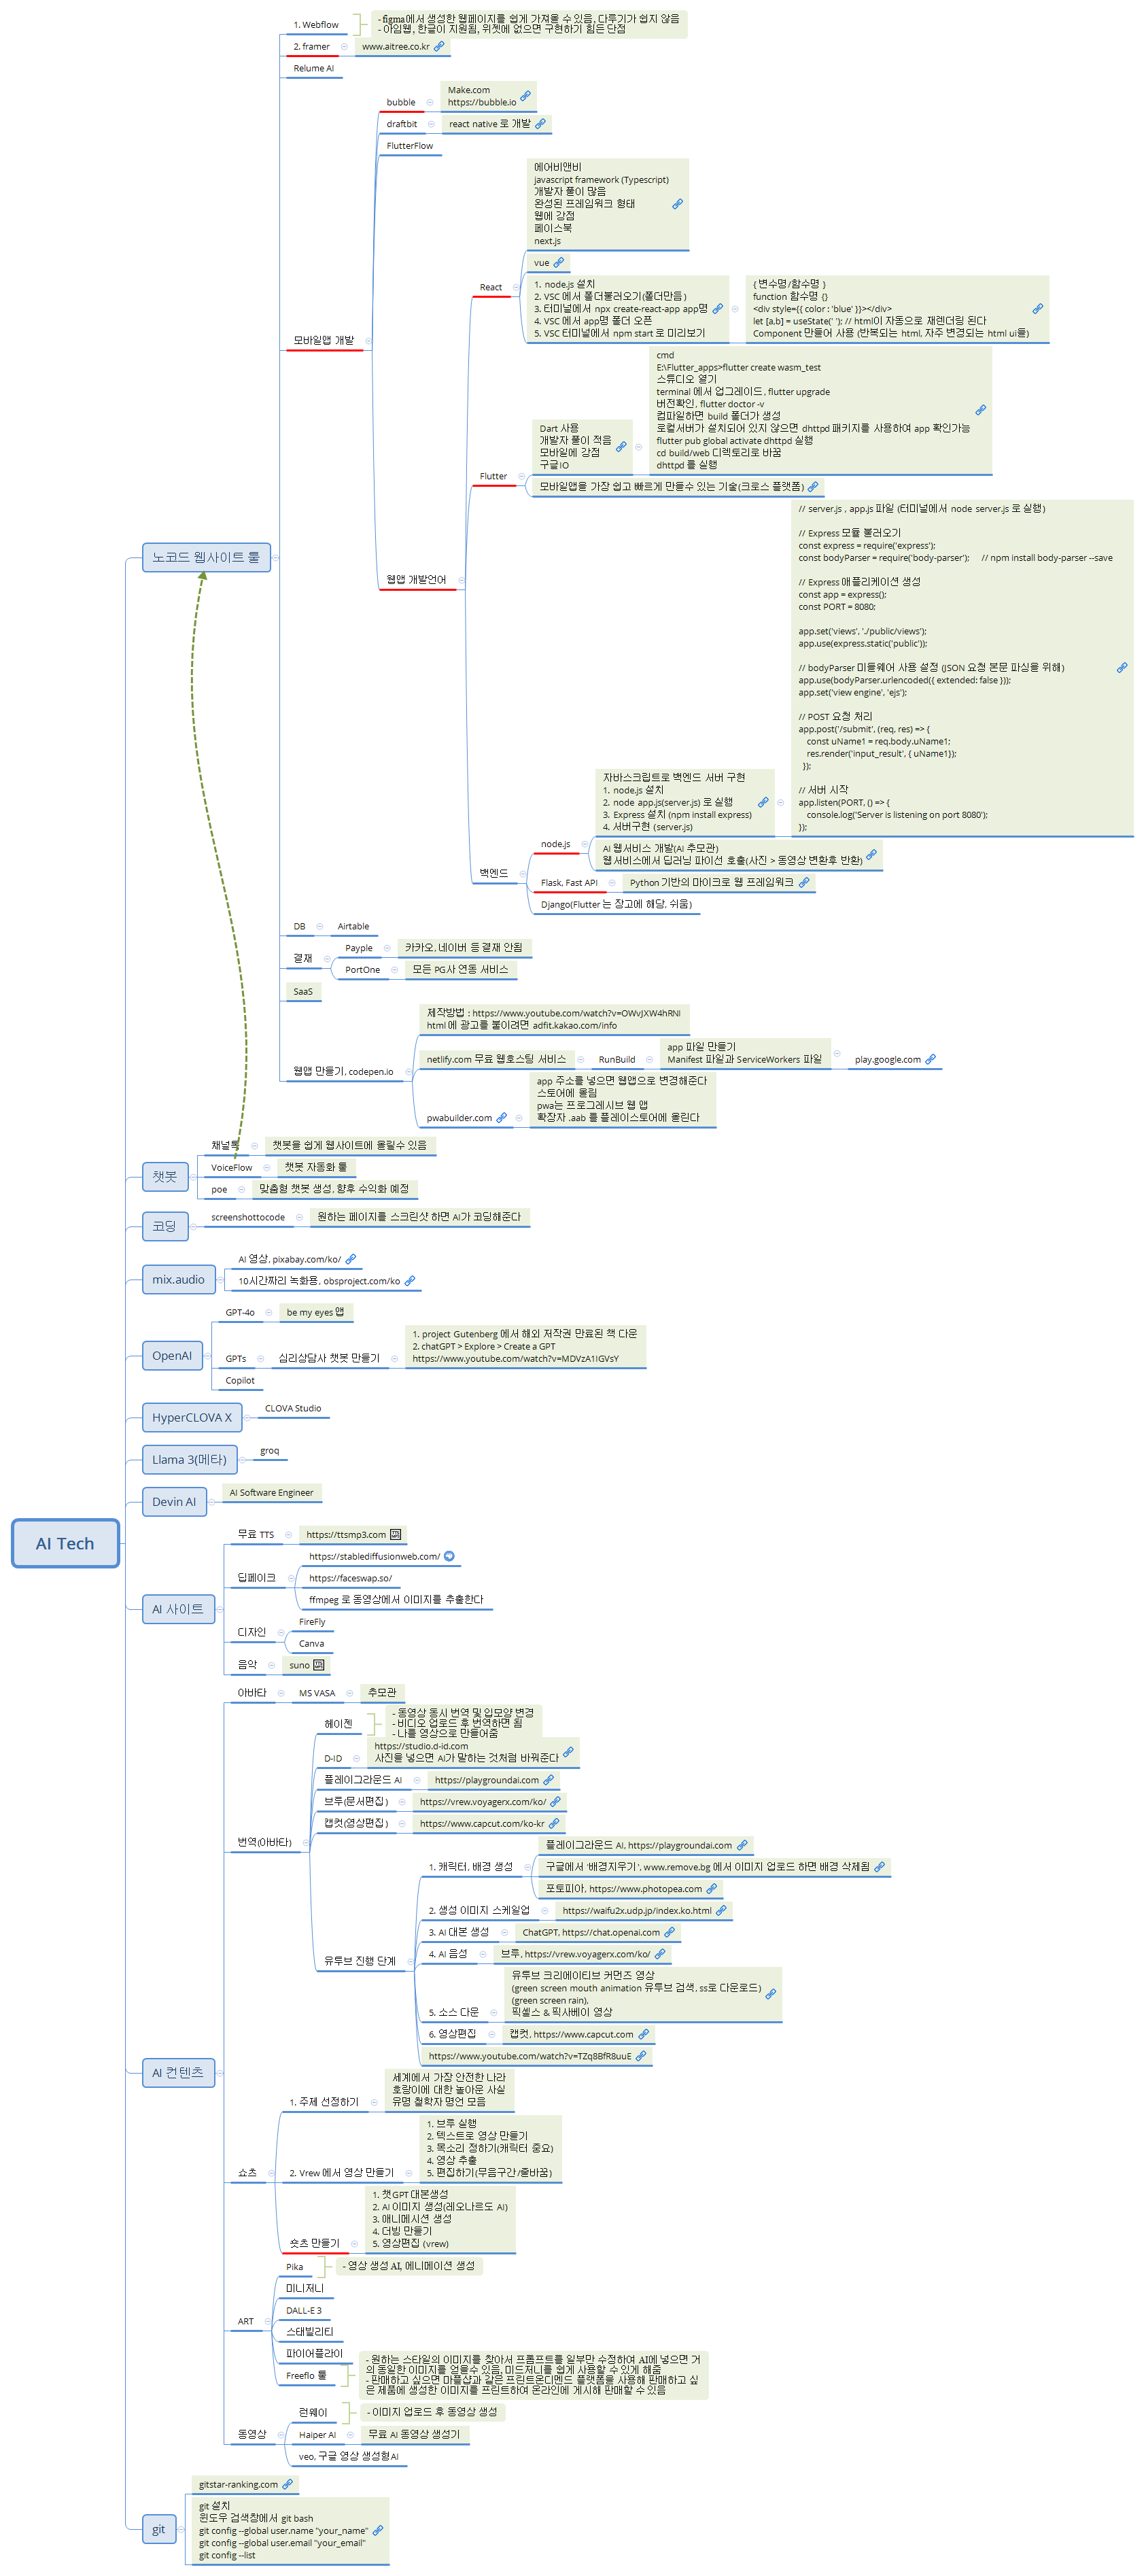 1. Webflow
- figma에서 생성한 웹페이지를 쉽게 가져올 수 있음, 다루기가 쉽지 않음
- 아임웹, 한글이 지원됨, 위젯에 없으면 구현하기 힘든 단점
2. framer
www.aitree.co.kr
Relume AI
모바일앱 개발
bubble
Make.com
https://bubble.io
draftbit
react native 로 개발
FlutterFlow
웹앱 개발언어
React
에어비앤비
javascript framework (Typescript)
개발자 풀이 많음
완성된 프레임워크 형태
웹에 강점
페이스북
next.js
vue
1. node.js 설치
2. VSC 에서 폴더불러오기(폴더만듬)
3. 터미널에서 npx create-react-app app명
4. VSC 에서 app명 폴더 오픈
5. VSC 터미널에서 npm start 로 미리보기
{ 변수명/함수명 }
function 함수명 {}
<div style={{ color : 'blue' }}></div>
let [a,b] = useState(' '); // html이 자동으로 재렌더링 된다
Component 만들어 사용 (반복되는 html, 자주 변경되는 html ui들)
Flutter
Dart 사용
개발자 풀이 적음
모바일에 강점
구글IO
cmd
E:\Flutter_apps>flutter create wasm_test
스튜디오 열기
terminal 에서 업그레이드, flutter upgrade
버전확인, flutter doctor -v
컴파일하면 build 폴더가 생성
로컬서버가 설치되어 있지 않으면 dhttpd 패키지를 사용하여 app 확인가능
flutter pub global activate dhttpd 실행
cd build/web 디렉토리로 바꿈
dhttpd 를 실행
모바일앱을 가장 쉽고 빠르게 만들수 있는 기술(크로스 플랫폼)
백엔드
node.js
자바스크립트로 백엔드 서버 구현
1. node.js 설치
2. node app.js(server.js) 로 실행
3. Express 설치 (npm install express)
4. 서버구현 (server.js)
// server.js , app.js 파일 (터미널에서 node server.js 로 실행)
// Express 모듈 불러오기
const express = require('express');
const bodyParser = require('body-parser'); // npm install body-parser --save
// Express 애플리케이션 생성
const app = express();
const PORT = 8080;
app.set('views', './public/views');
app.use(express.static('public'));
// bodyParser 미들웨어 사용 설정 (JSON 요청 본문 파싱을 위해)
app.use(bodyParser.urlencoded({ extended: false }));
app.set('view engine', 'ejs');
// POST 요청 처리
app.post('/submit', (req, res) => {
const uName1 = req.body.uName1;
res.render('input_result', { uName1});
});
// 서버 시작
app.listen(PORT, () => {
console.log('Server is listening on port 8080');
});
AI 웹서비스 개발(AI 추모관)
웹서비스에서 딥러닝 파이선 호출(사진 > 동영상 변환후 반환)
Flask, Fast API
Python 기반의 마이크로 웹 프레임워크
Django(Flutter 는 장고에 해당, 쉬움)
노코드 웹사이트 툴
DB
Airtable
결재
Payple
카카오, 네이버 등 결재 안됨
PortOne
모든 PG사 연동 서비스
SaaS
웹앱 만들기, codepen.io
제작방법 : https://www.youtube.com/watch?v=OWvJXW4hRNI
html 에 광고를 붙이려면 adfit.kakao.com/info
netlify.com 무료 웹호스팅 서비스
RunBuild
app 파일 만들기
Manifest 파일과 ServiceWorkers 파일
play.google.com
pwabuilder.com
app 주소를 넣으면 웹앱으로 변경해준다
스토어에 올림
pwa는 프로그레시브 웹 앱
확장자 .aab 를 플레이스토어에 올린다
챗봇
채널톡
챗봇을 쉽게 웹사이트에 올릴수 있음
VoiceFlow
챗봇 자동화 툴
poe
맞춤형 챗봇 생성, 향후 수익화 예정
코딩
screenshottocode
원하는 페이지를 스크린샷 하면 AI가 코딩해준다
mix.audio
AI 영상, pixabay.com/ko/
10시간짜리 녹화용, obsproject.com/ko
OpenAI
GPT-4o
be my eyes 앱
GPTs
심리상담사 챗봇 만들기
1. project Gutenberg 에서 해외 저작권 만료된 책 다운
2. chatGPT > Explore > Create a GPT
https://www.youtube.com/watch?v=MDVzA1IGVsY
Copilot
HyperCLOVA X
CLOVA Studio
Llama 3(메타)
groq
Devin AI
AI Software Engineer
AI Tech
AI 사이트
무료 TTS
https://ttsmp3.com
딥페이크
https://stablediffusionweb.com/
https://faceswap.so/
ffmpeg 로 동영상에서 이미지를 추출한다
디자인
FireFly
Canva
음악
suno
AI 컨텐츠
아바타
MS VASA
추모관
번역(아바타)
헤이젠
- 동영상 동시 번역 및 입모양 변경
- 비디오 업로드 후 번역하면 됨
- 나를 영상으로 만들어줌
D-ID
https://studio.d-id.com
사진을 넣으면 AI가 말하는 것처럼 바꿔준다
플레이그라운드 AI
https://playgroundai.com
브루(문서편집)
https://vrew.voyagerx.com/ko/
캡컷(영상편집)
https://www.capcut.com/ko-kr
유투브 진행 단계
1. 캐릭터, 배경 생성
플레이그라운드 AI, https://playgroundai.com
구글에서 '배경지우기', www.remove.bg 에서 이미지 업로드 하면 배경 삭제됨
포토피아, https://www.photopea.com
2. 생성 이미지 스케일업
https://waifu2x.udp.jp/index.ko.html
3. AI 대본 생성
ChatGPT, https://chat.openai.com
4. AI 음성
브루, https://vrew.voyagerx.com/ko/
5. 소스 다운
유투브 크리에이티브 커먼즈 영상
(green screen mouth animation 유투브 검색, ss로 다운로드)
(green screen rain).
픽셀스 & 픽사베이 영상
6. 영상편집
캡컷, https://www.capcut.com
https://www.youtube.com/watch?v=TZq8BfR8uuE
쇼츠
1. 주제 선정하기
세계에서 가장 안전한 나라
호랑이에 대한 놀아운 사실
유명 철학자 명언 모음
2. Vrew 에서 영상 만들기
1. 브루 실행
2. 텍스트로 영상 만들기
3. 목소리 정하기(캐릭터 중요)
4. 영상 추출
5. 편집하기(무음구간/줄바꿈)
숏츠 만들기
1. 챗GPT 대본생성
2. AI 이미지 생성(레오나르도 AI)
3. 애니메시션 생성
4. 더빙 만들기
5. 영상편집 (vrew)
ART
Pika
- 영상 생성 AI, 에니메이션 생성
미니저니
DALL-E 3
스태빌리티
파이어플라이
Freeflo 툴
- 원하는 스타일의 이미지를 찾아서 프롬프트를 일부만 수정하여 AI에 넣으면 거
의 동일한 이미지를 얻을수 있음, 미드저니를 쉽게 사용할 수 있게 해줌
- 판매하고 싶으면 마플샵과 같은 프린트온디멘드 플랫폼을 사용해 판매하고 싶
은 제품에 생성한 이미지를 프린트하여 온라인에 게시해 판매할 수 있음
동영상
런웨이
- 이미지 업로드 후 동영상 생성
Haiper AI
무료 AI 동영상 생성기
veo, 구글 영상 생성형AI
git
gitstar-ranking.com
git 설치
윈도우 검색창에서 git bash
git config --global user.name "your_name"
git config --global user.email "your_email"
git config --list